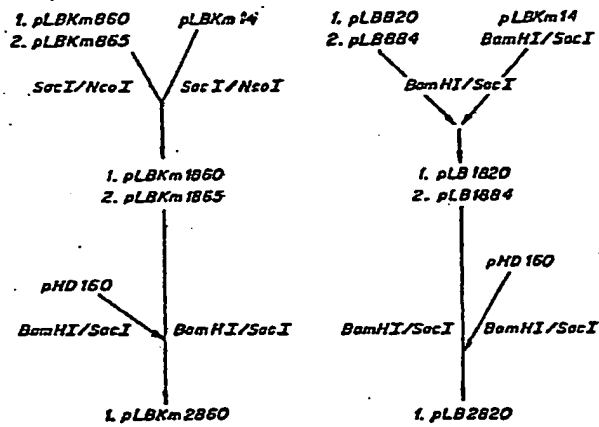 1. pLBKm860
2. pLBKm865
pLBKm14
SacI/NcoI
SacI/NcoI
1. pLBKm1860
2. pLBKm1865
pHD160
BamHI/SacI
BamHI/SacI
1. pLBKm2860
1. pLB820
2. pLB884
pLBKm14
BamHI/SacI
BamHI/SacI
1. pLB1820
2. pLB1884
pHD160
BamHI/SacI
BamHI/SacI
1. pLB2820